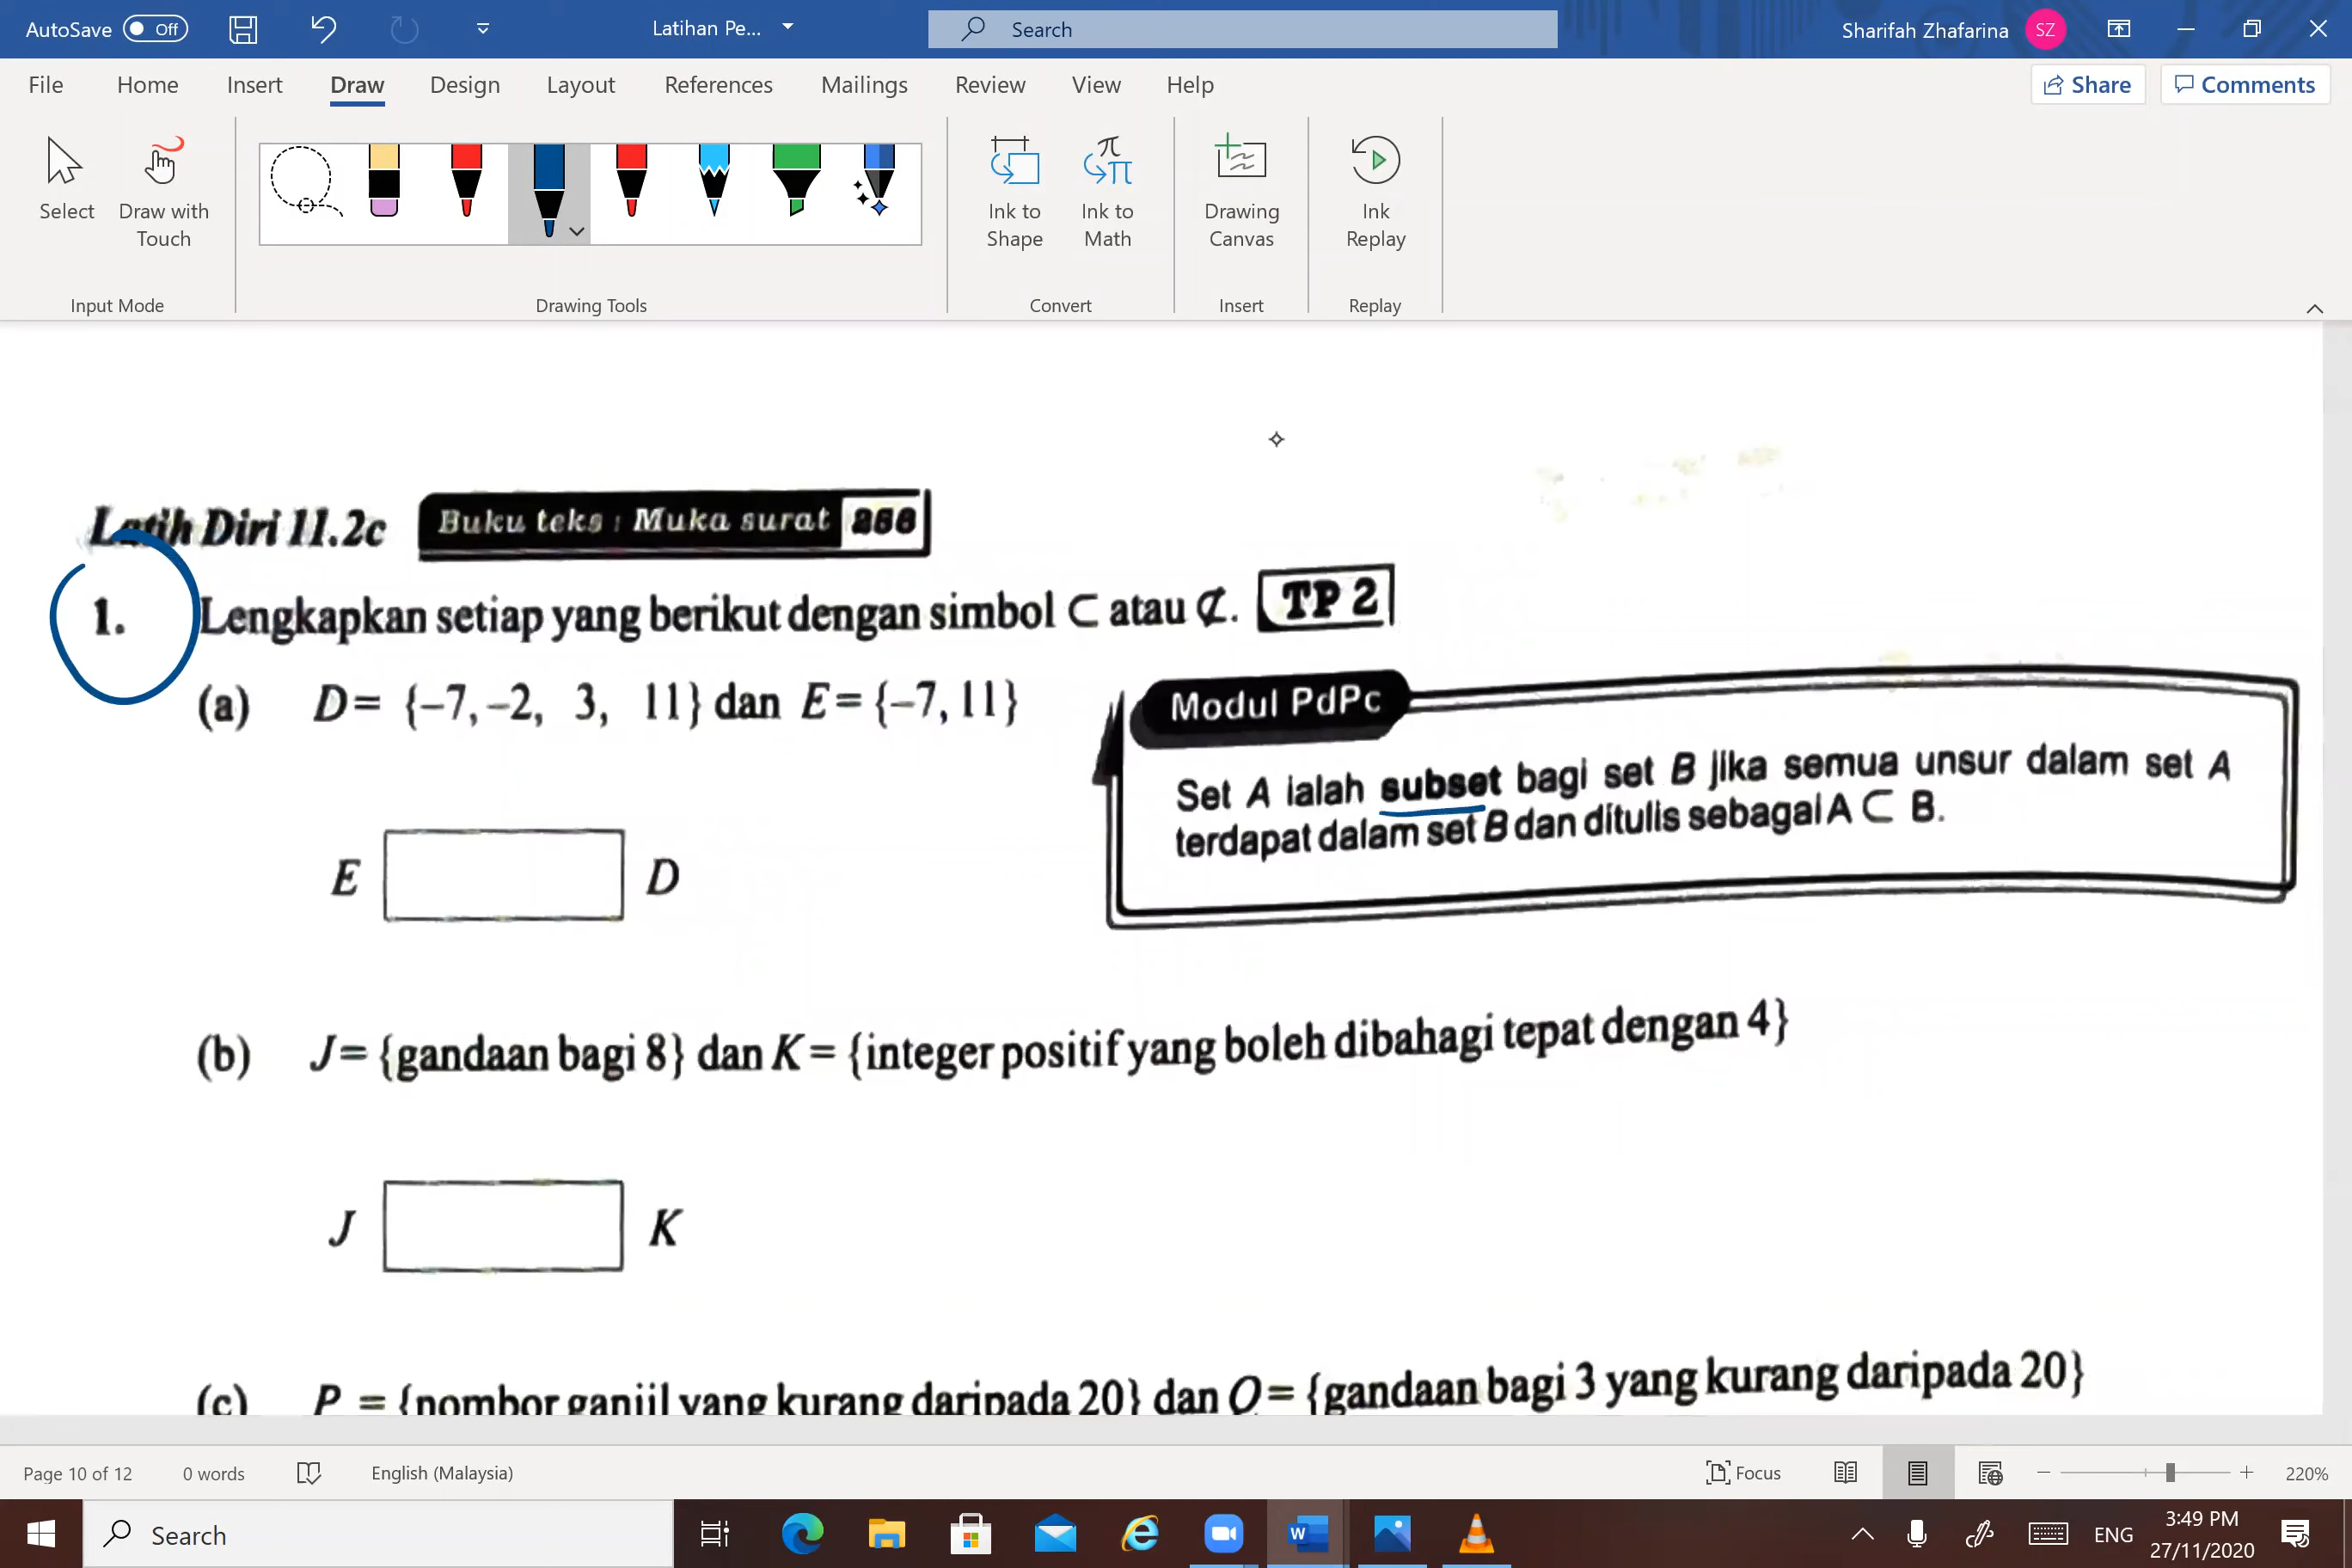 AutoSave Off Latihan Pe... Search Sharifah Zhafarina SZ
File Home Insert Draw Design Layout References Mailings Review View Help Share Comments
Select Draw with Touch Ink to Shape Ink to Math Drawing Canvas Ink Replay
Input Mode Drawing Tools Convert Insert Replay
Latih Diri 11.2c Buku teks : Muka surat
1. Lengkapkan setiap yang berikut dengan simbol ⊂ atau ⊄. TP 2
(a) D = {–7, –2, 3, 11} dan E = {–7, 11}
Modul PdPc
Set A ialah subset bagi set B jika semua unsur dalam set A
terdapat dalam set B dan ditulis sebagai A ⊂ B.
E D
(b) J = {gandaan bagi 8} dan K = {integer positif yang boleh dibahagi tepat dengan 4}
J K
(c) P = {nombor ganjil yang kurang daripada 20} dan Q = {gandaan bagi 3 yang kurang daripada 20}
Page 10 of 12 0 words English (Malaysia) Focus 220%
Search ENG 3:49 PM
27/11/2020